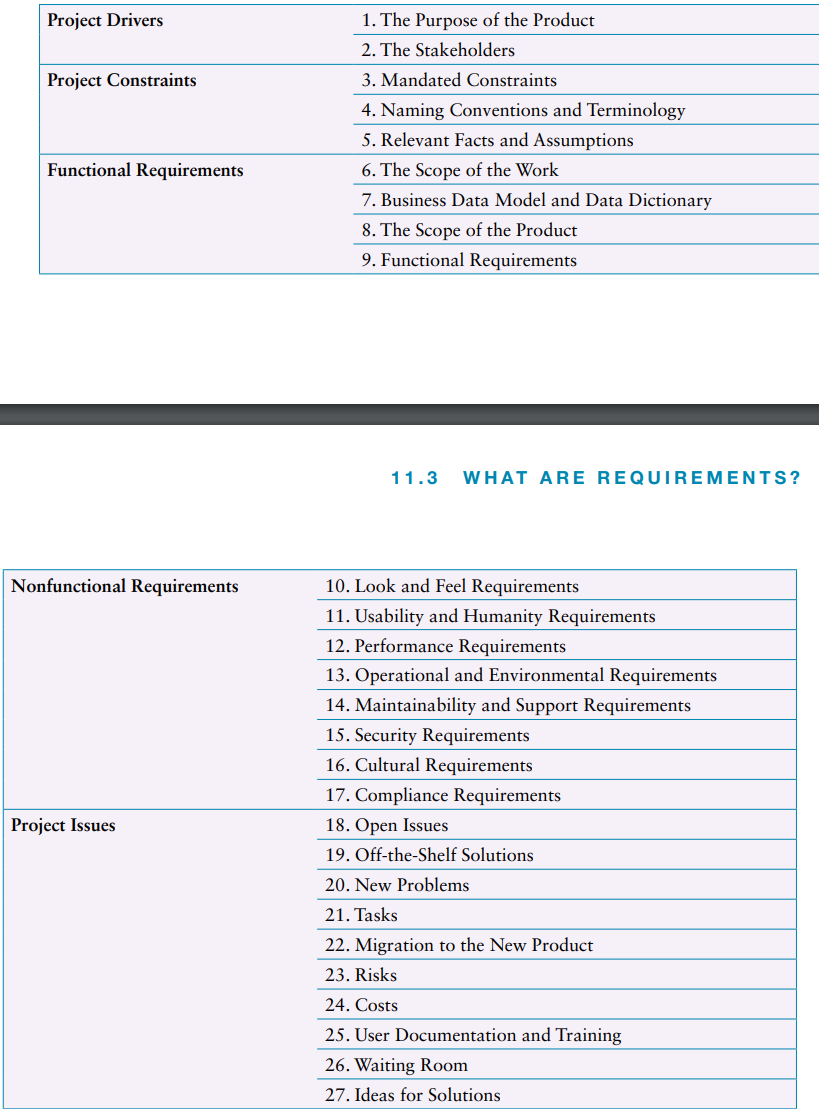 Project Drivers 1. The Purpose of the Product
2. The Stakeholders
Project Constraints 3. Mandated Constraints
4. Naming Conventions and Terminology
5. Relevant Facts and Assumptions
Functional Requirements 6. The Scope of the Work
7. Business Data Model and Data Dictionary
8. The Scope of the Product
9. Functional Requirements
11.3 WHAT ARE REQUIREMENTS?
Nonfunctional Requirements 10. Look and Feel Requirements
11. Usability and Humanity Requirements
12. Performance Requirements
13. Operational and Environmental Requirements
14. Maintainability and Support Requirements
15. Security Requirements
16. Cultural Requirements
17. Compliance Requirements
Project Issues 18. Open Issues
19. Off-the-Shelf Solutions
20. New Problems
21. Tasks
22. Migration to the New Product
23. Risks
24. Costs
25. User Documentation and Training
26. Waiting Room
27. Ideas for Solutions